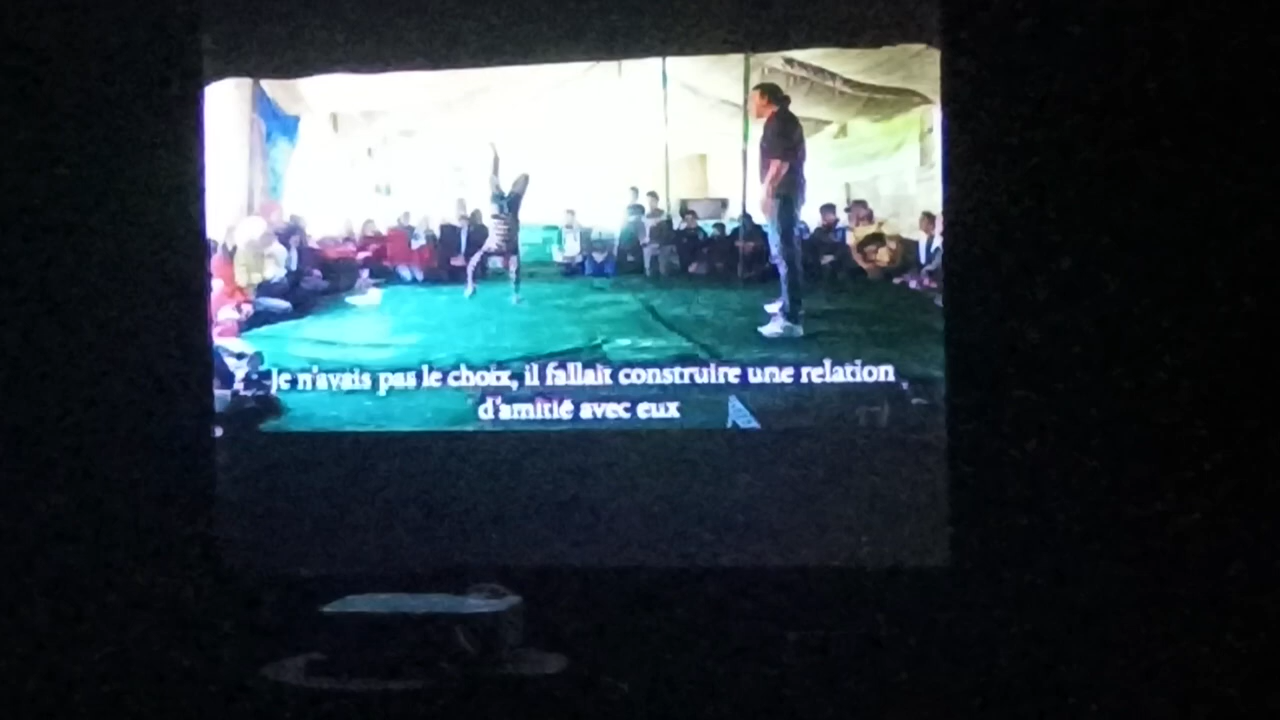 Je n'avais pas le choix, il fallait construire une relation
d'amitié avec eux